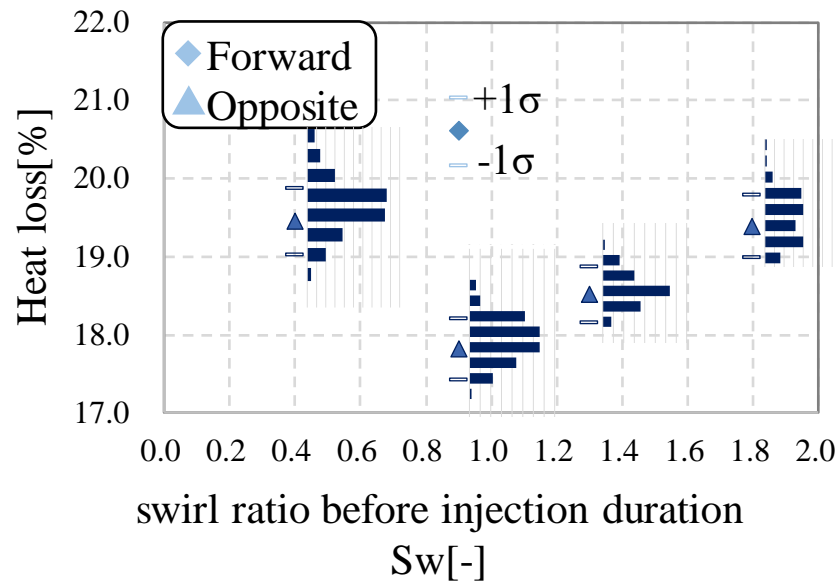 22.0
21.0
20.0
19.0
18.0
17.0
Heat loss[%]
Forward
Opposite
+1σ
-1σ
0.0 0.2 0.4 0.6 0.8 1.0 1.2 1.4 1.6 1.8 2.0
swirl ratio before injection duration
Sw[-]